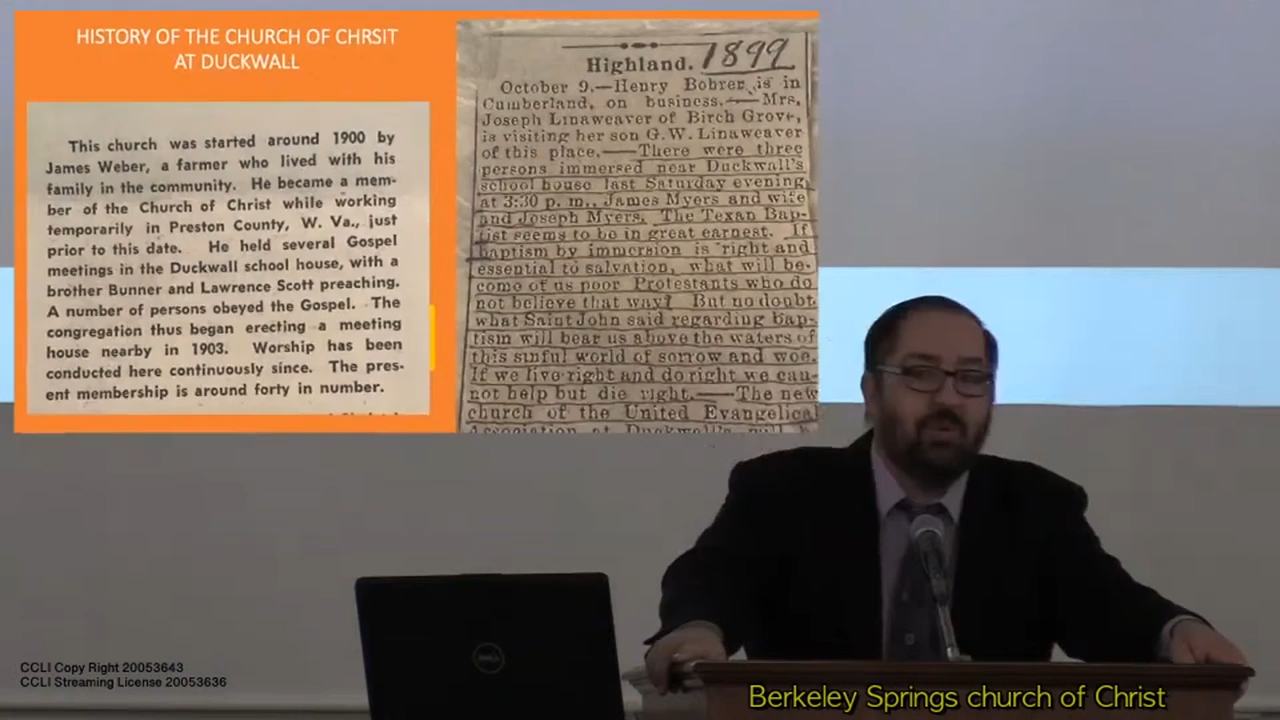 HISTORY OF THE CHURCH OF CHRSIT
AT DUCKWALL
This church was started around 1900 by
James Weber, a farmer who lived with his
family in the community. He became a mem-
ber of the Church of Christ while working
temporarily in Preston County, W. Va., just
prior to this date. He held several Gospel
meetings in the Duckwall school house, with a
brother Bunner and Lawrence Scott preaching.
A number of persons obeyed the Gospel. The
congregation thus began erecting a meeting
house nearby in 1903. Worship has been
conducted here continuously since. The pres-
ent membership is around forty in number.
Highland. 1899
October 9.—Henry Bohrer is in
Cumberland, on business.——Mrs,
Joseph Linaweaver of Birch Grove,
is visiting her son G.W. Linaweaver
of this place.——There were three
persons immersed near Duckwall's
school house last Saturday evening
at 3:30 p. m., James Myers and wife
and Joseph Myers. The Texan Bap-
tist seems to be in great earnest. If
baptism by immersion is right and
essential to salvation, what will be-
come of us poor Protestants who do
not believe that way? But no doubt
what Saint John said regarding bap-
tism will bear us above the waters of
this sinful world of sorrow and woe.
If we live right and do right we can-
not help but die right.——The new
church of the United Evangelical
Association at Duckwall's will
DELL
CCLI Copy Right 20053643
CCLI Streaming License 20053636
Berkeley Springs church of Christ